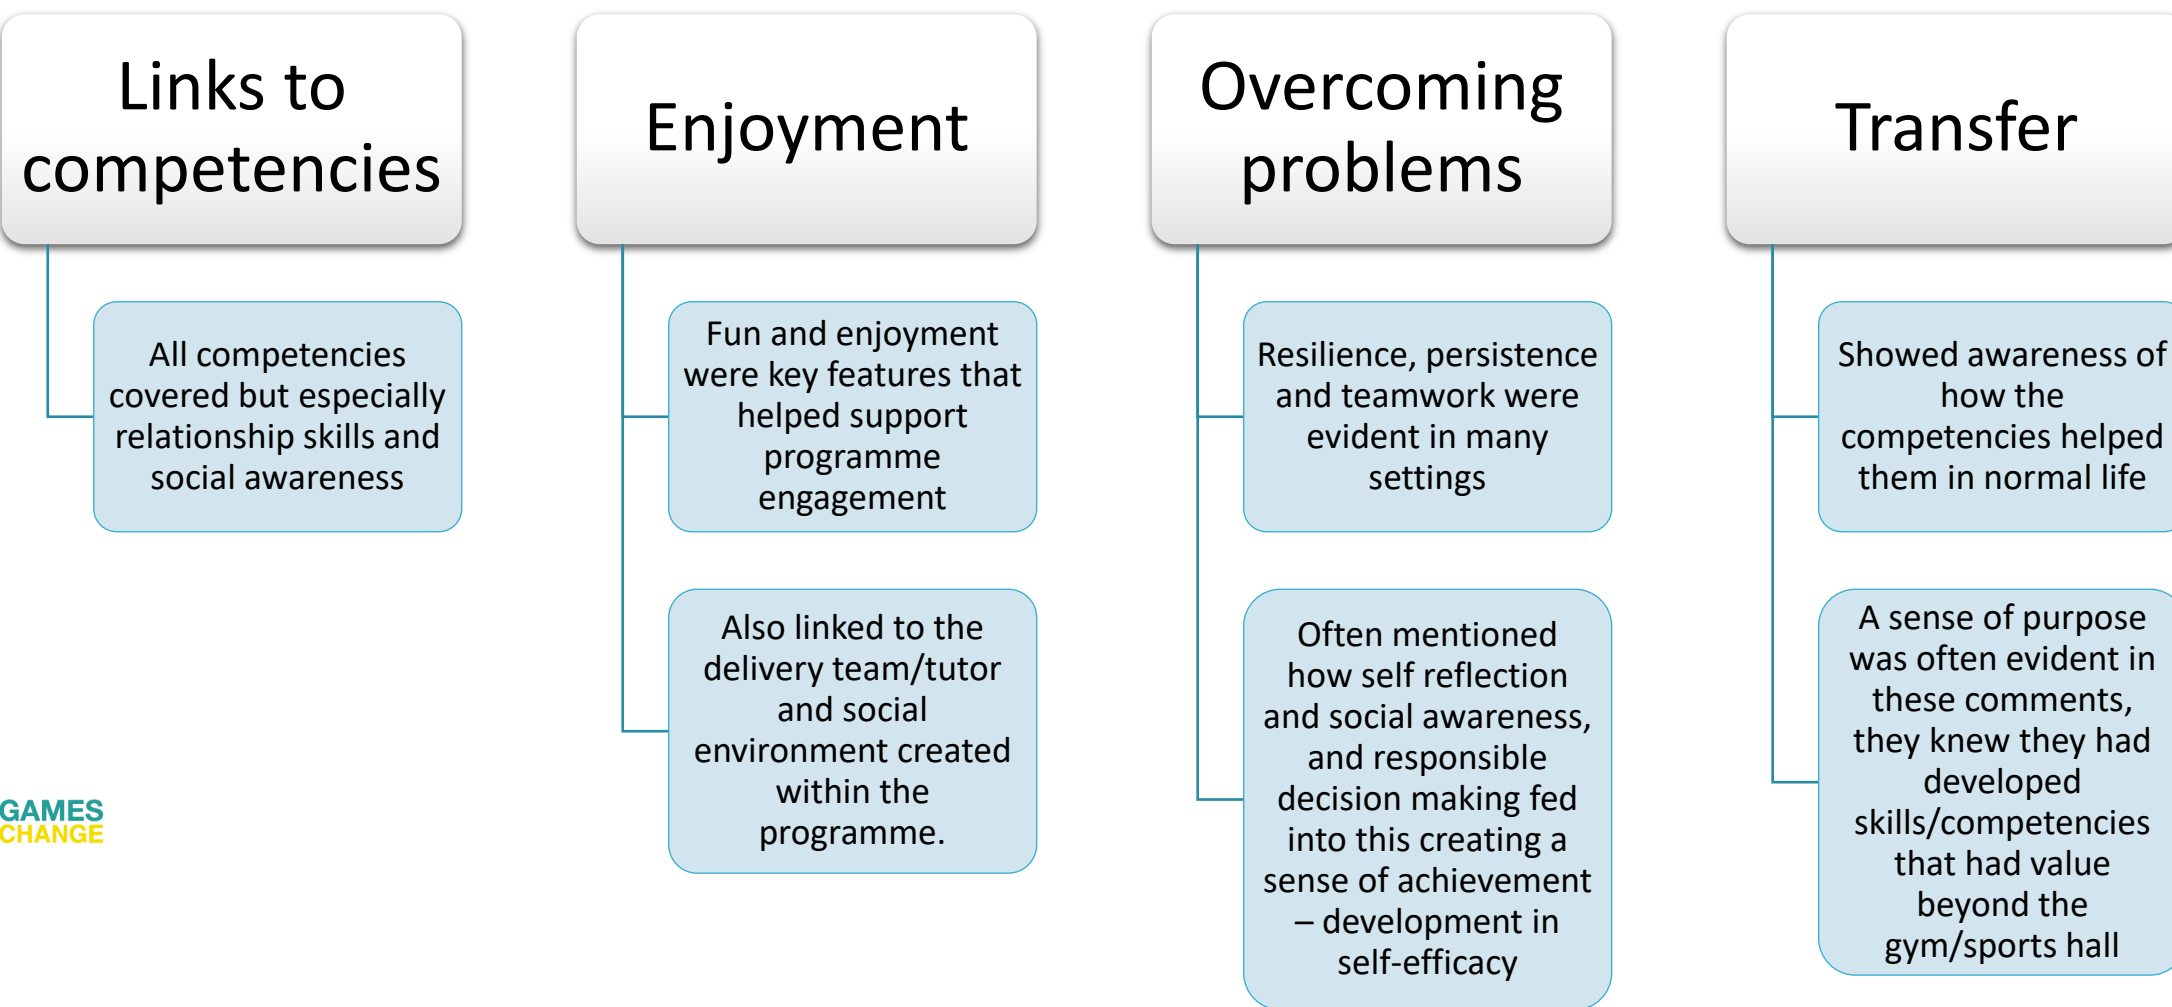 Links to
competencies
All competencies
covered but especially
relationship skills and
social awareness
Enjoyment
Fun and enjoyment
were key features that
helped support
programme
engagement
Also linked to the
delivery team/tutor
and social
environment created
within the
programme.
Overcoming
problems
Resilience, persistence
and teamwork were
evident in many
settings
Often mentioned
how self reflection
and social awareness,
and responsible
decision making fed
into this creating a
sense of achievement
– development in
self-efficacy
Transfer
Showed awareness of
how the
competencies helped
them in normal life
A sense of purpose
was often evident in
these comments,
they knew they had
developed
skills/competencies
that had value
beyond the
gym/sports hall
GAMES
CHANGE